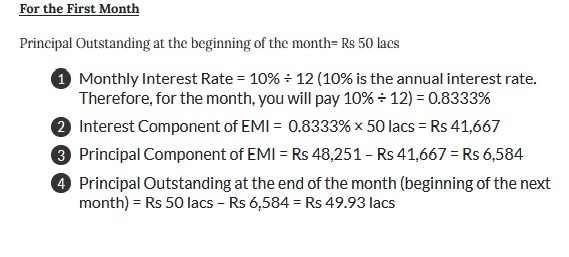 For the First Month
Principal Outstanding at the beginning of the month= Rs 50 lacs
1 Monthly Interest Rate = 10% ÷ 12 (10% is the annual interest rate.
Therefore, for the month, you will pay 10% ÷ 12) = 0.8333%
2 Interest Component of EMI = 0.8333% × 50 lacs = Rs 41,667
3 Principal Component of EMI = Rs 48,251 – Rs 41,667 = Rs 6,584
4 Principal Outstanding at the end of the month (beginning of the next
month) = Rs 50 lacs – Rs 6,584 = Rs 49.93 lacs